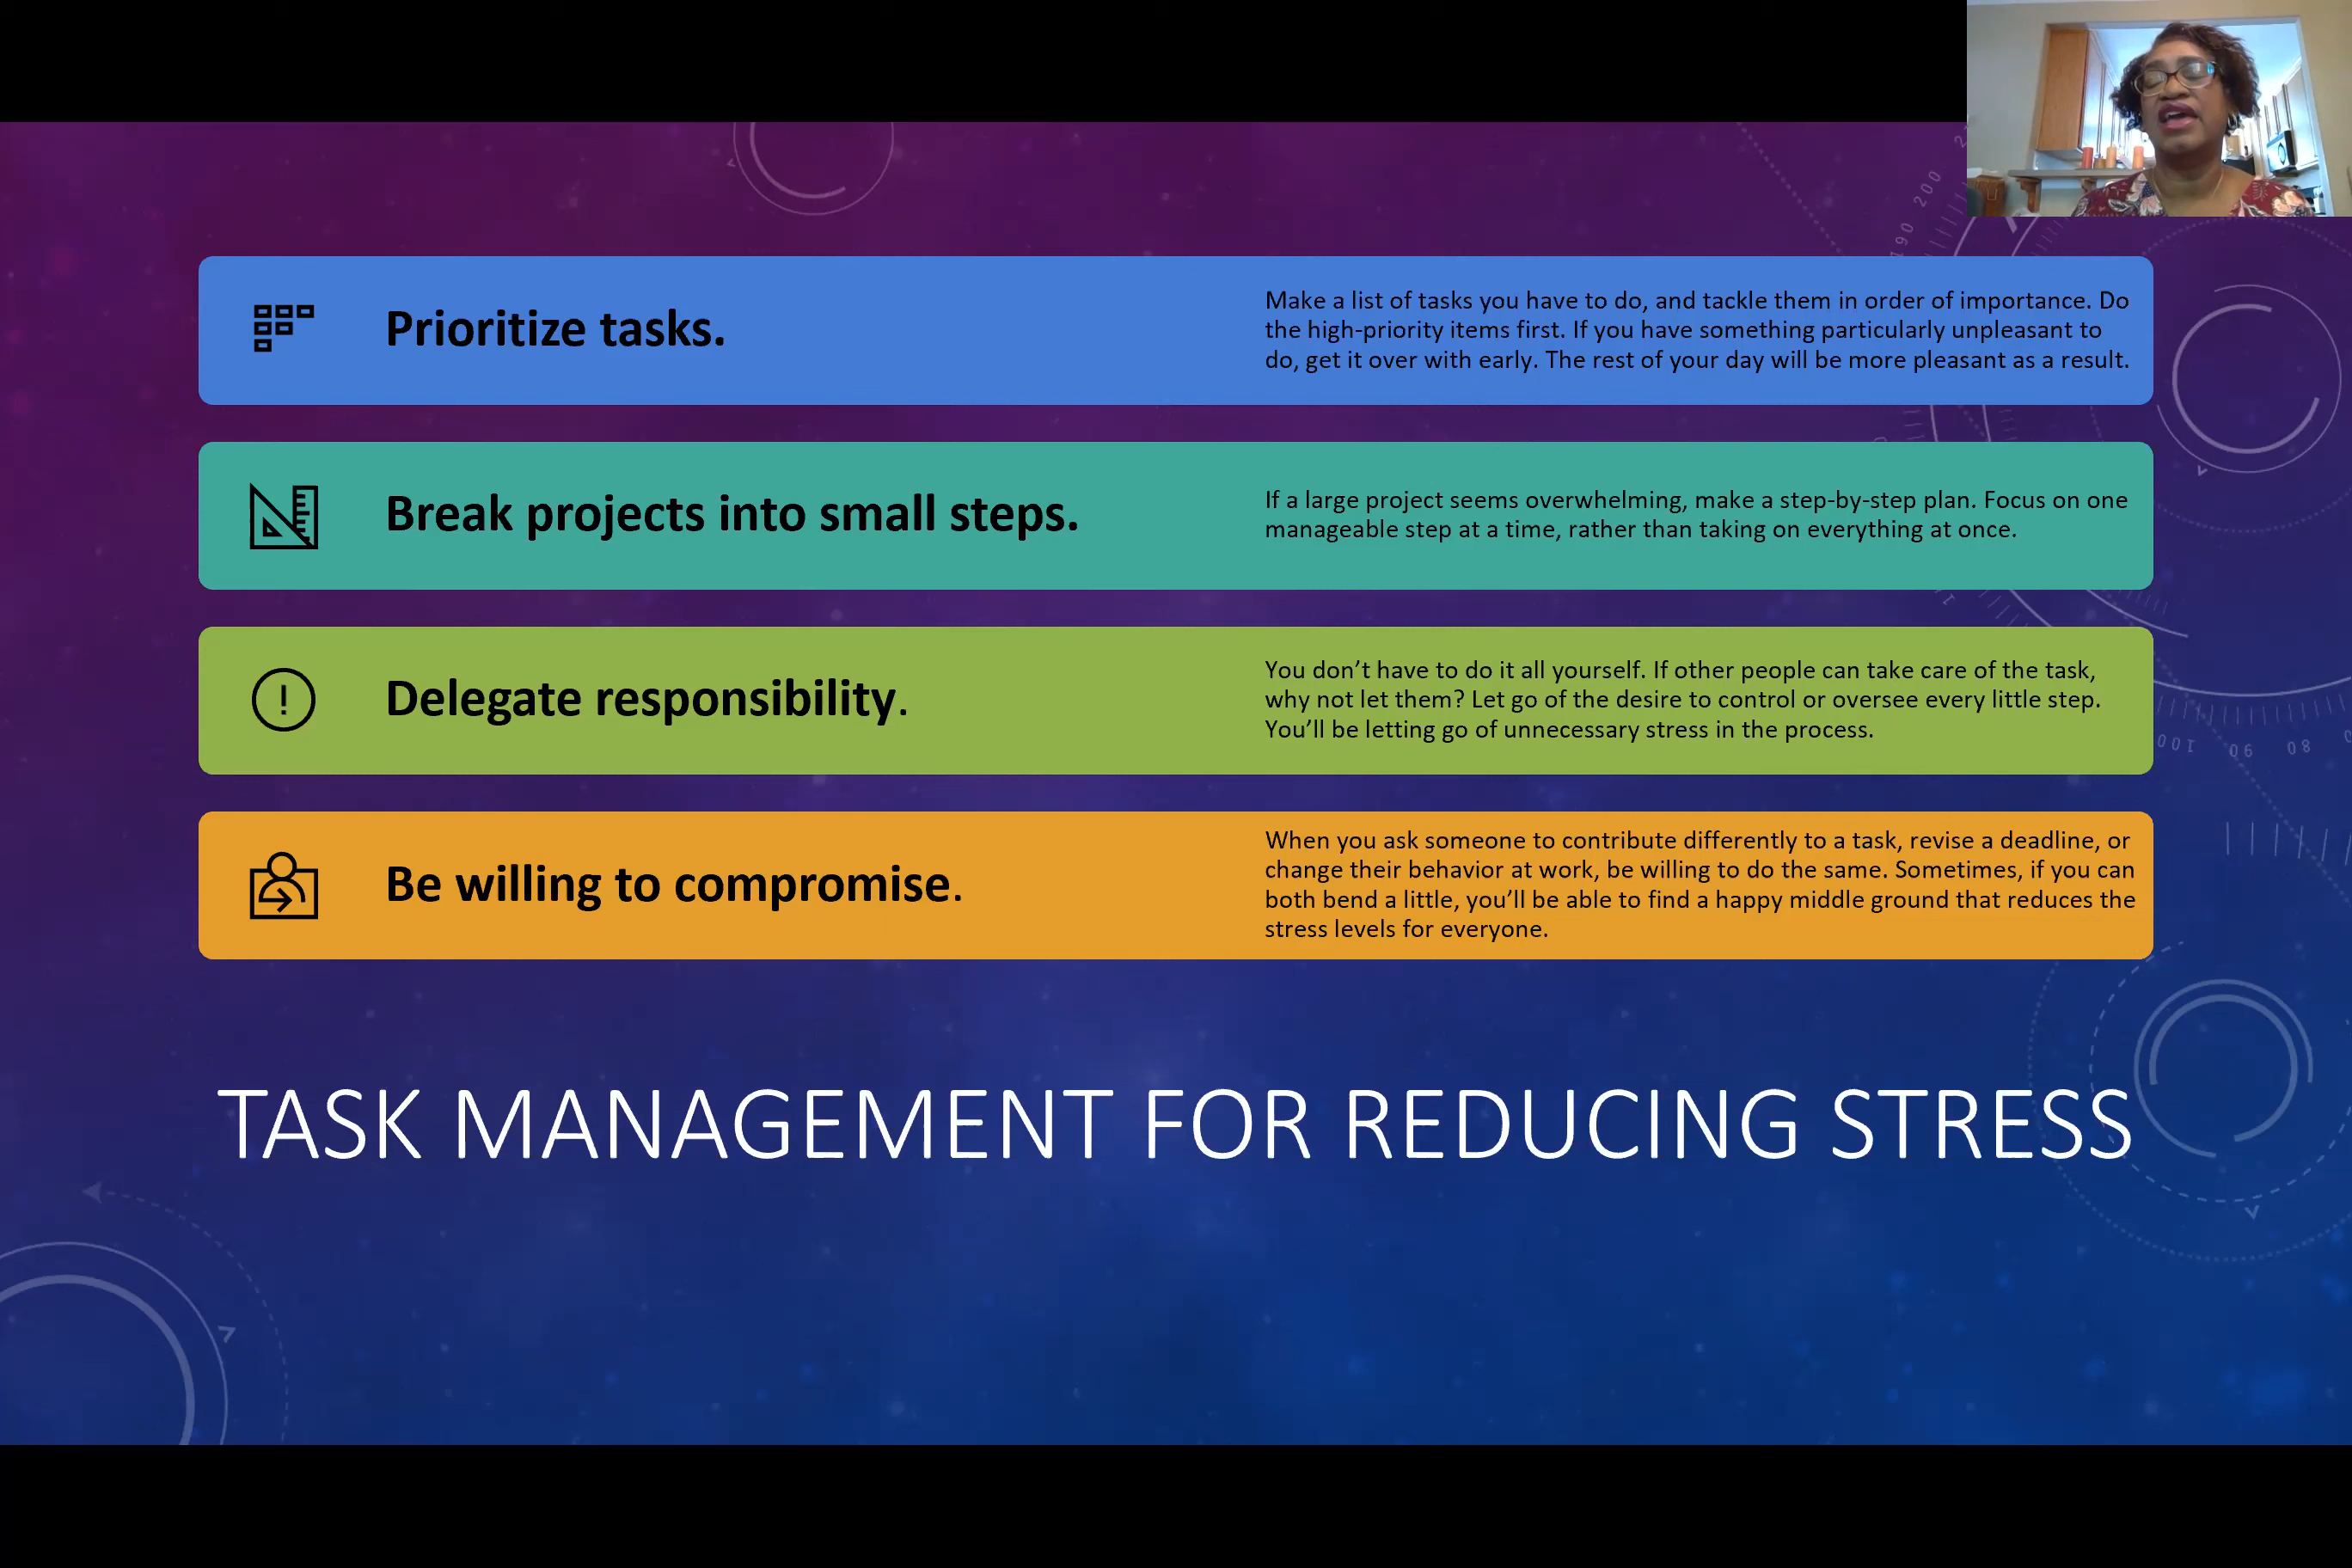 Prioritize tasks.
Make a list of tasks you have to do, and tackle them in order of importance. Do
the high-priority items first. If you have something particularly unpleasant to
do, get it over with early. The rest of your day will be more pleasant as a result.
Break projects into small steps.
If a large project seems overwhelming, make a step-by-step plan. Focus on one
manageable step at a time, rather than taking on everything at once.
Delegate responsibility.
You don’t have to do it all yourself. If other people can take care of the task,
why not let them? Let go of the desire to control or oversee every little step.
You’ll be letting go of unnecessary stress in the process.
Be willing to compromise.
When you ask someone to contribute differently to a task, revise a deadline, or
change their behavior at work, be willing to do the same. Sometimes, if you can
both bend a little, you’ll be able to find a happy middle ground that reduces the
stress levels for everyone.
TASK MANAGEMENT FOR REDUCING STRESS
190 200
100 90 80